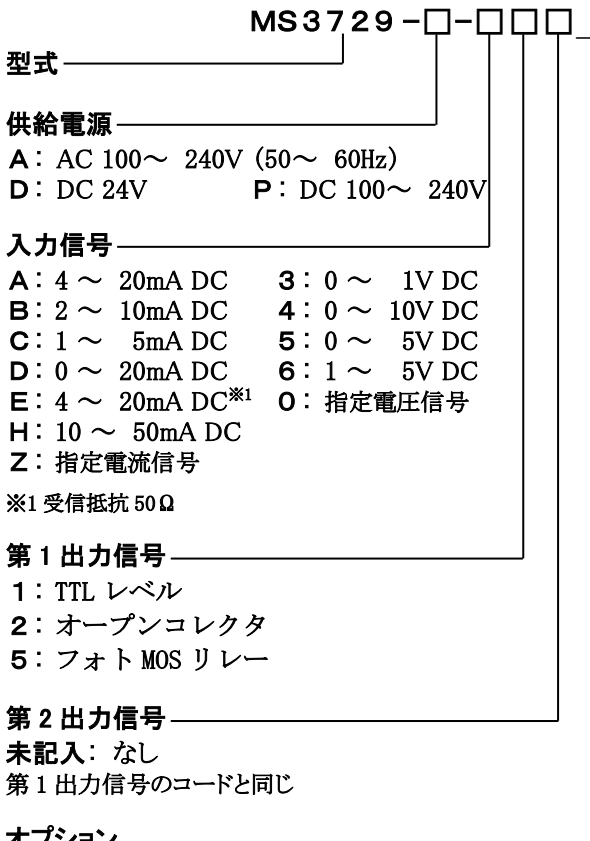 MS3729-□-□□□_
型式
供給電源
A: AC 100～ 240V (50～ 60Hz)
D: DC 24V P: DC 100～ 240V
入力信号
A: 4 ～ 20mA DC 3: 0 ～ 1V DC
B: 2 ～ 10mA DC 4: 0 ～ 10V DC
C: 1 ～ 5mA DC 5: 0 ～ 5V DC
D: 0 ～ 20mA DC 6: 1 ～ 5V DC
E: 4 ～ 20mA DC※1 0: 指定電圧信号
H: 10 ～ 50mA DC
Z: 指定電流信号
※1 受信抵抗 50Ω
第1出力信号
1: TTL レベル
2: オープンコレクタ
5: フォト MOS リレー
第2出力信号
未記入: なし
第1出力信号のコードと同じ
オプション